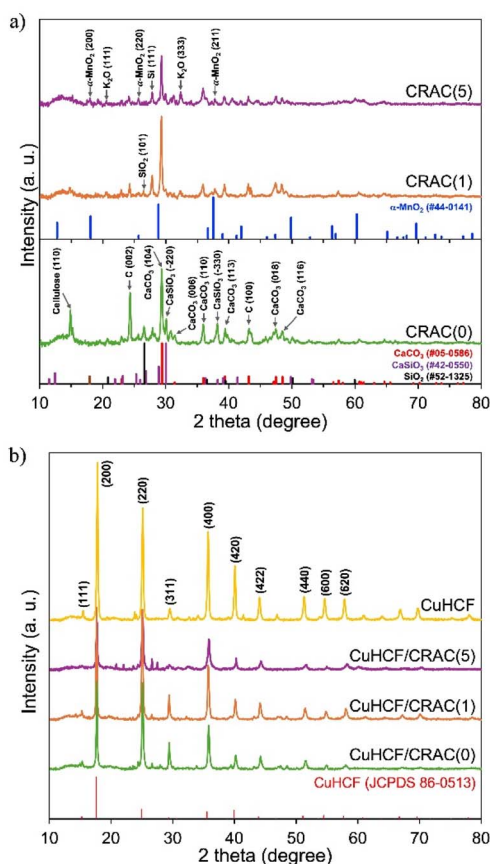 a)
α-MnO₂ (200)
K₂O (111)
α-MnO₂ (220)
Si (111)
K₂O (333)
α-MnO₂ (211)
CRAC(5)
SiO₂ (101)
CRAC(1)
α-MnO₂ (#44-0141)
Cellulose (110)
C (002)
CaCO₃ (104)
CaSiO₃ (-220)
CaCO₃ (006)
CaCO₃ (110)
CaSiO₃ (-330)
CaCO₃ (113)
C (100)
CaCO₃ (018)
CaCO₃ (116)
CRAC(0)
CaCO₃ (#05-0586)
CaSiO₃ (#42-0550)
SiO₂ (#52-1325)
Intensity (a. u.)
10 20 30 40 50 60 70 80
2 theta (degree)
b)
(111)
(200)
(220)
(311)
(400)
(420)
(422)
(440)
(600)
(620)
CuHCF
CuHCF/CRAC(5)
CuHCF/CRAC(1)
CuHCF/CRAC(0)
CuHCF (JCPDS 86-0513)
Intensity (a. u.)
10 20 30 40 50 60 70 80
2 theta (degree)